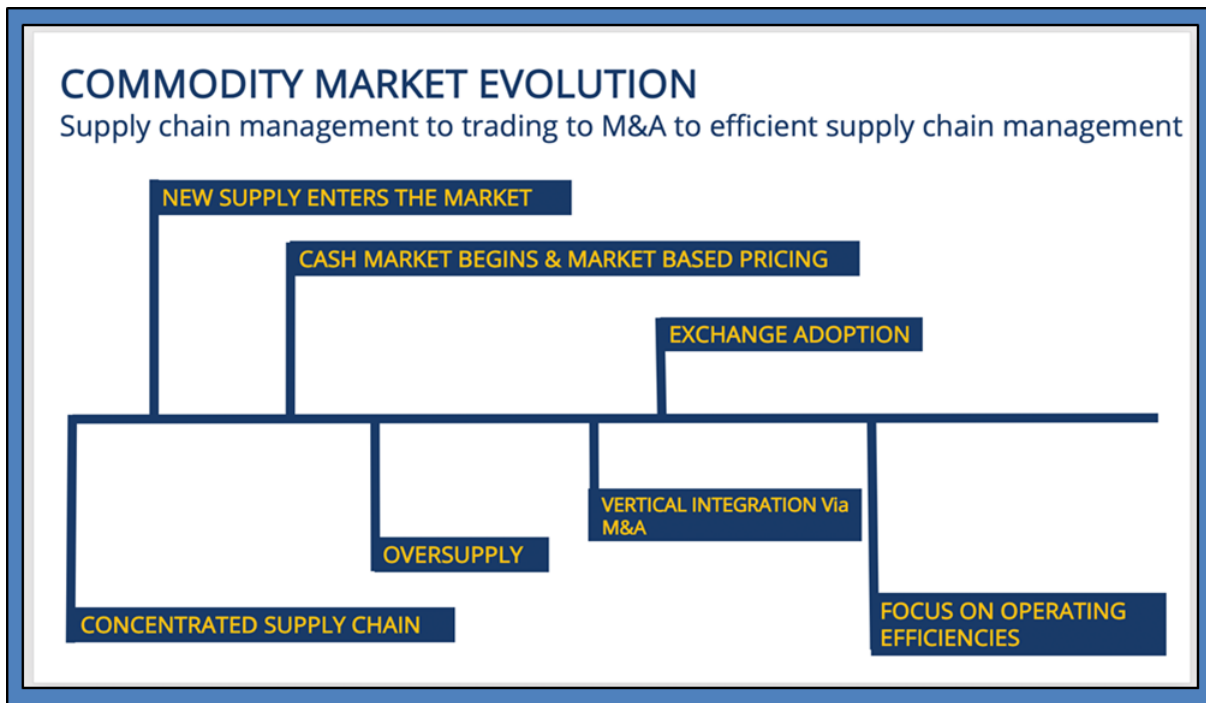 COMMODITY MARKET EVOLUTION
Supply chain management to trading to M&A to efficient supply chain management
NEW SUPPLY ENTERS THE MARKET
CASH MARKET BEGINS & MARKET BASED PRICING
EXCHANGE ADOPTION
VERTICAL INTEGRATION Via
M&A
OVERSUPPLY
CONCENTRATED SUPPLY CHAIN
FOCUS ON OPERATING
EFFICIENCIES